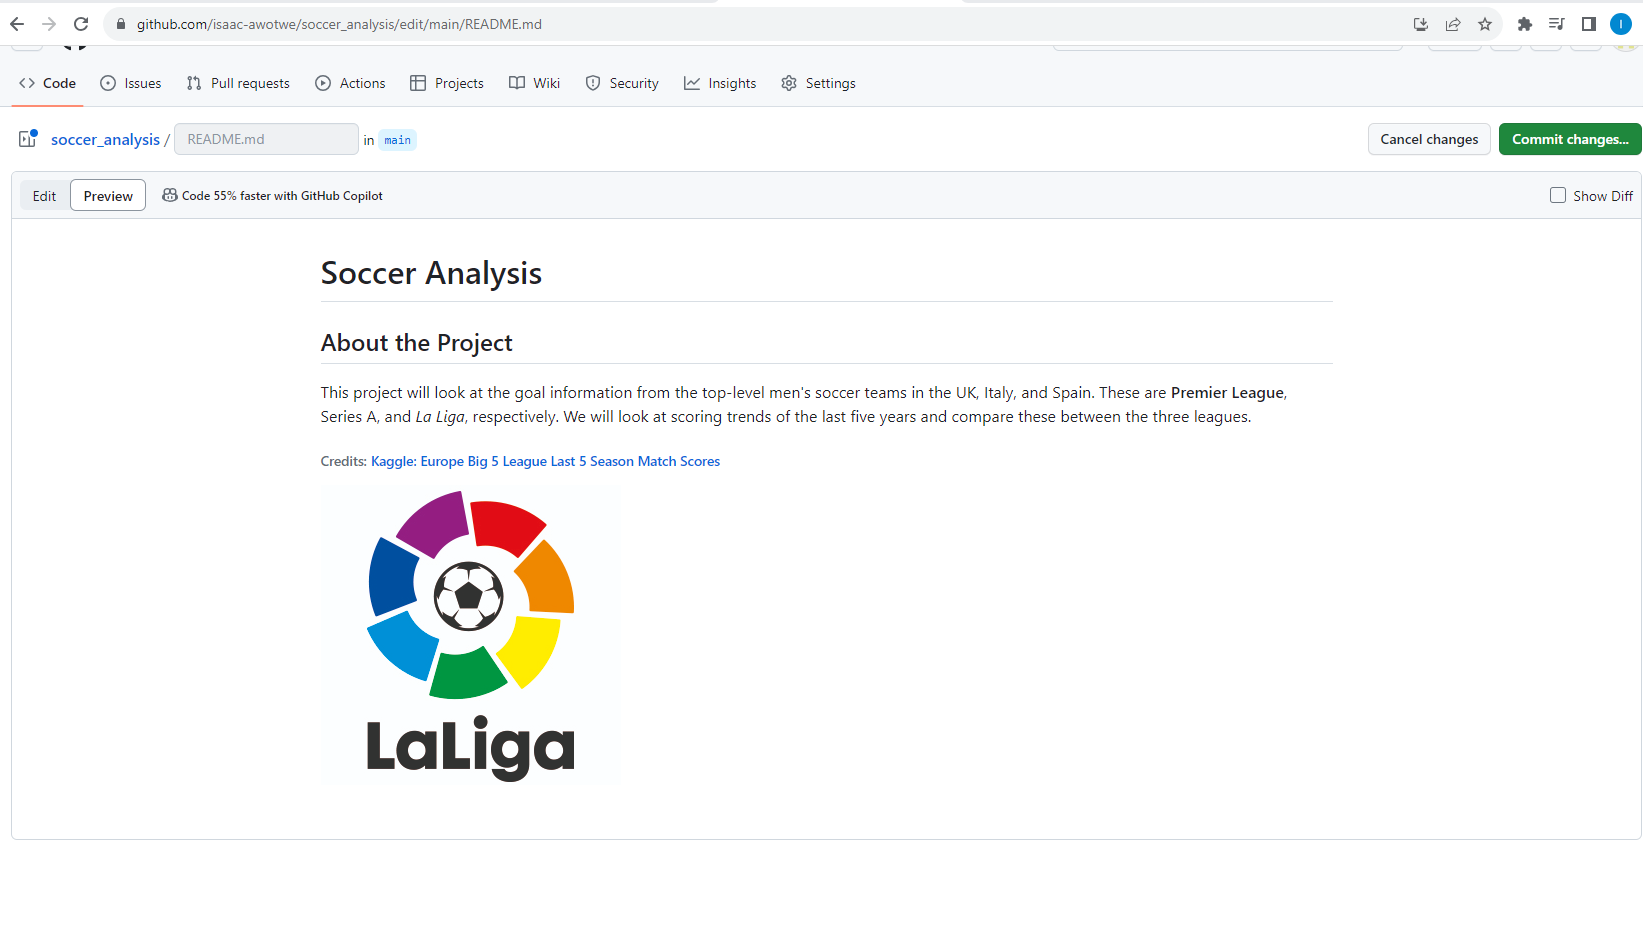 github.com/isaac-awotwe/soccer_analysis/edit/main/README.md
I
Code Issues Pull requests Actions Projects Wiki Security Insights Settings
soccer_analysis / README.md in main Cancel changes Commit changes...
Edit Preview Code 55% faster with GitHub Copilot Show Diff
Soccer Analysis
About the Project
This project will look at the goal information from the top-level men's soccer teams in the UK, Italy, and Spain. These are Premier League,
Series A, and La Liga, respectively. We will look at scoring trends of the last five years and compare these between the three leagues.
Credits: Kaggle: Europe Big 5 League Last 5 Season Match Scores
LaLiga